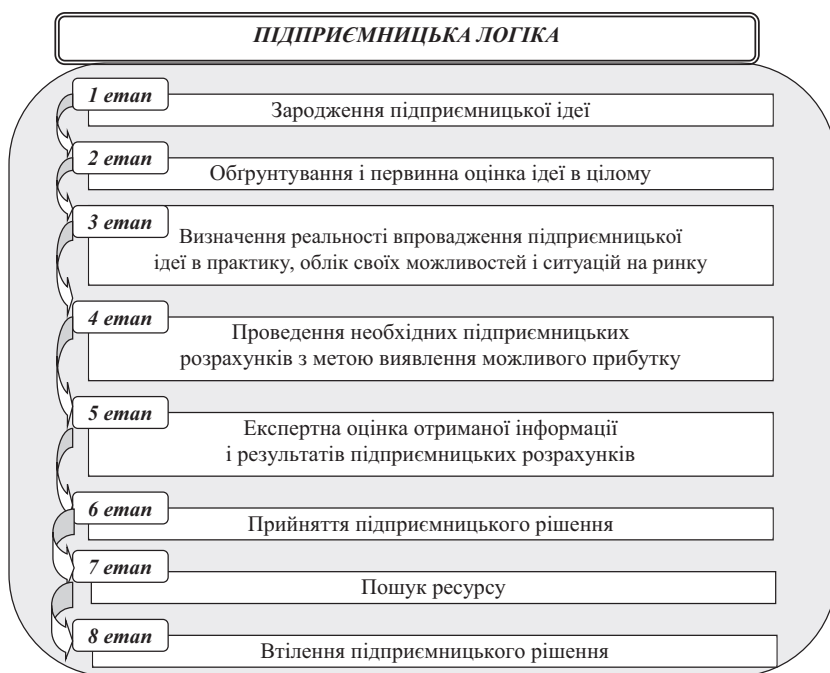 ПІДПРИЄМНИЦЬКА ЛОГІКА
1 етап
Зародження підприємницької ідеї
2 етап
Обґрунтування і первинна оцінка ідеї в цілому
3 етап
Визначення реальності впровадження підприємницької
ідеї в практику, облік своїх можливостей і ситуацій на ринку
4 етап
Проведення необхідних підприємницьких
розрахунків з метою виявлення можливого прибутку
5 етап
Експертна оцінка отриманої інформації
і результатів підприємницьких розрахунків
6 етап
Прийняття підприємницького рішення
7 етап
Пошук ресурсу
8 етап
Втілення підприємницького рішення